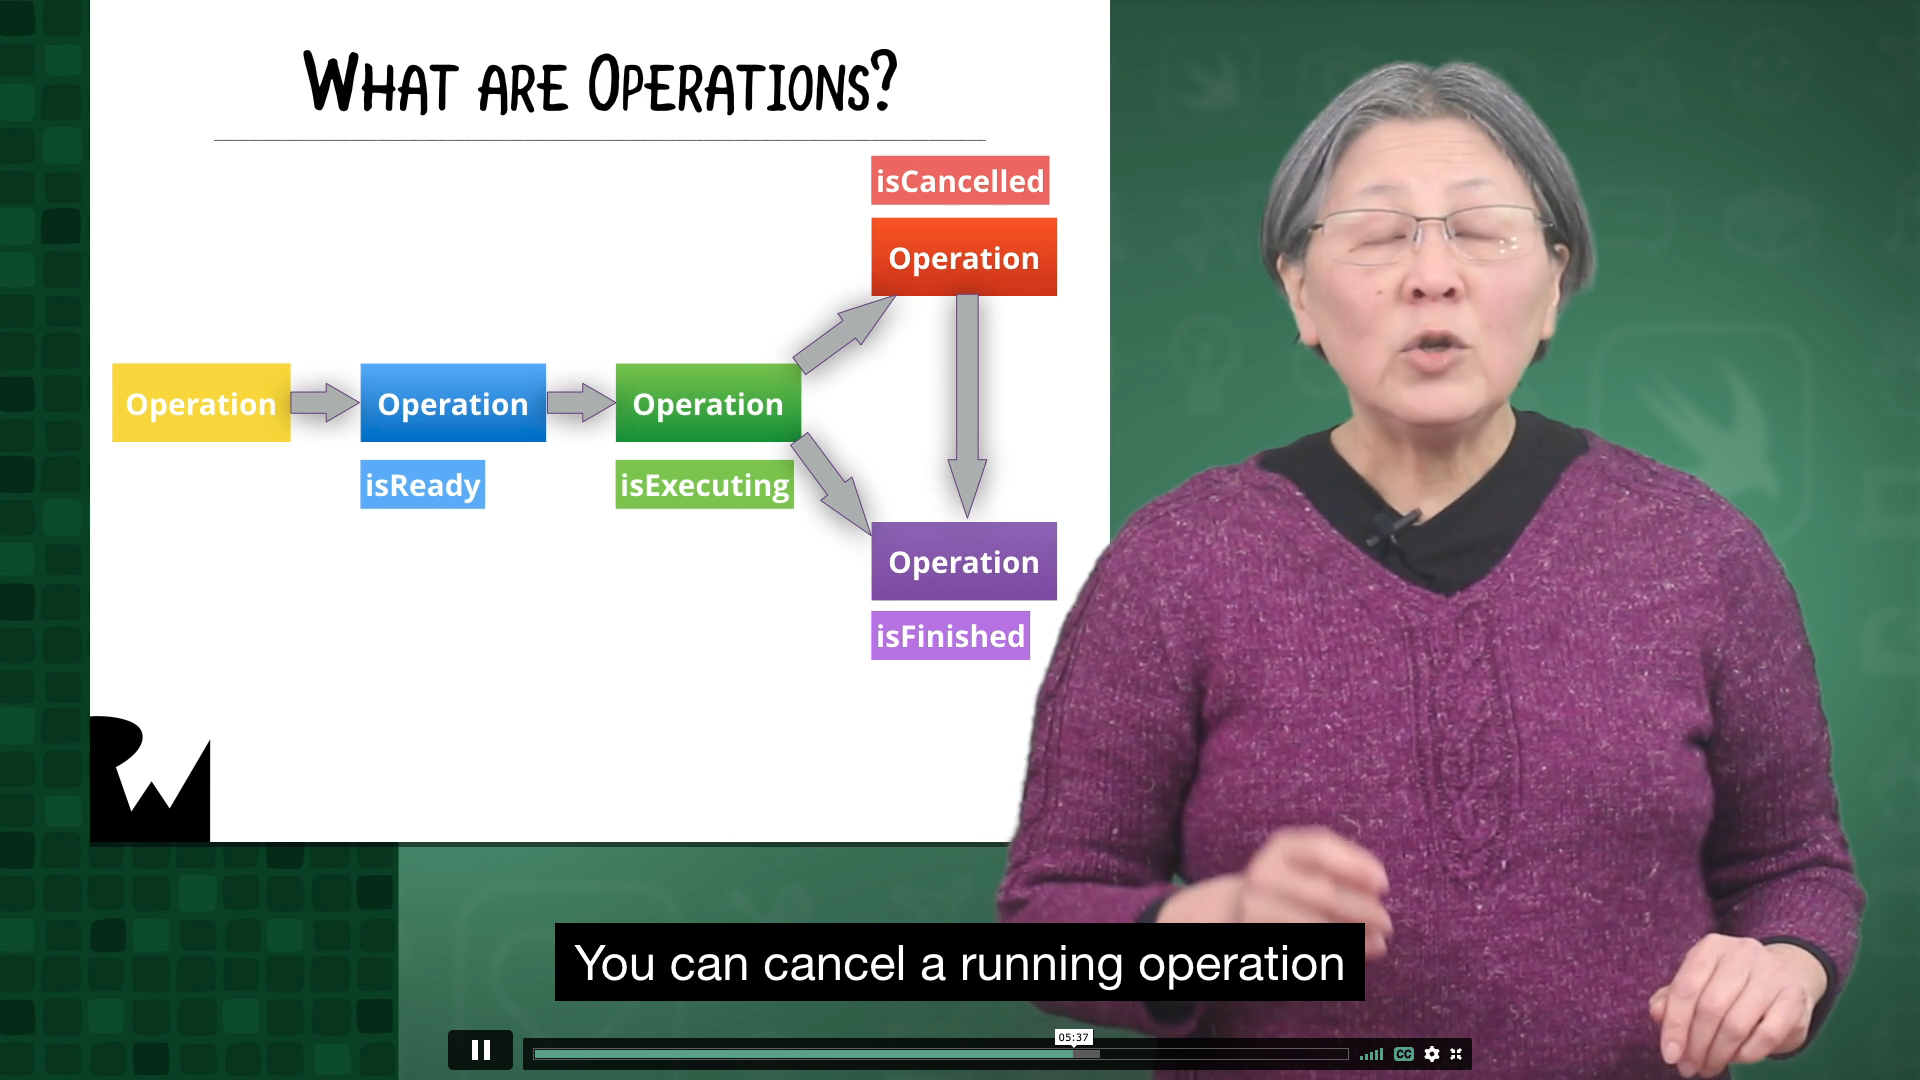 WHAT ARE OPERATIONS?
isCancelled
Operation
Operation
Operation
Operation
isReady
isExecuting
Operation
isFinished
RW
You can cancel a running operation
05:37
CC